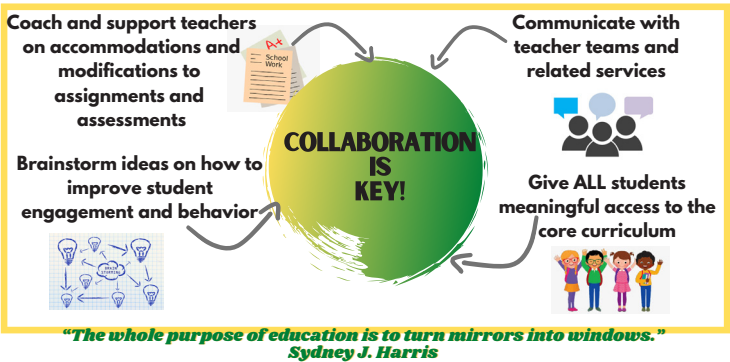 Coach and support teachers
on accommodations and
modifications to
assignments and
assessments
A+
School
Work
Communicate with
teacher teams and
related services
COLLABORATION
IS
KEY!
Brainstorm ideas on how to
improve student
engagement and behavior
BRAIN
STORMING
Give ALL students
meaningful access to the
core curriculum
“The whole purpose of education is to turn mirrors into windows.”
Sydney J. Harris